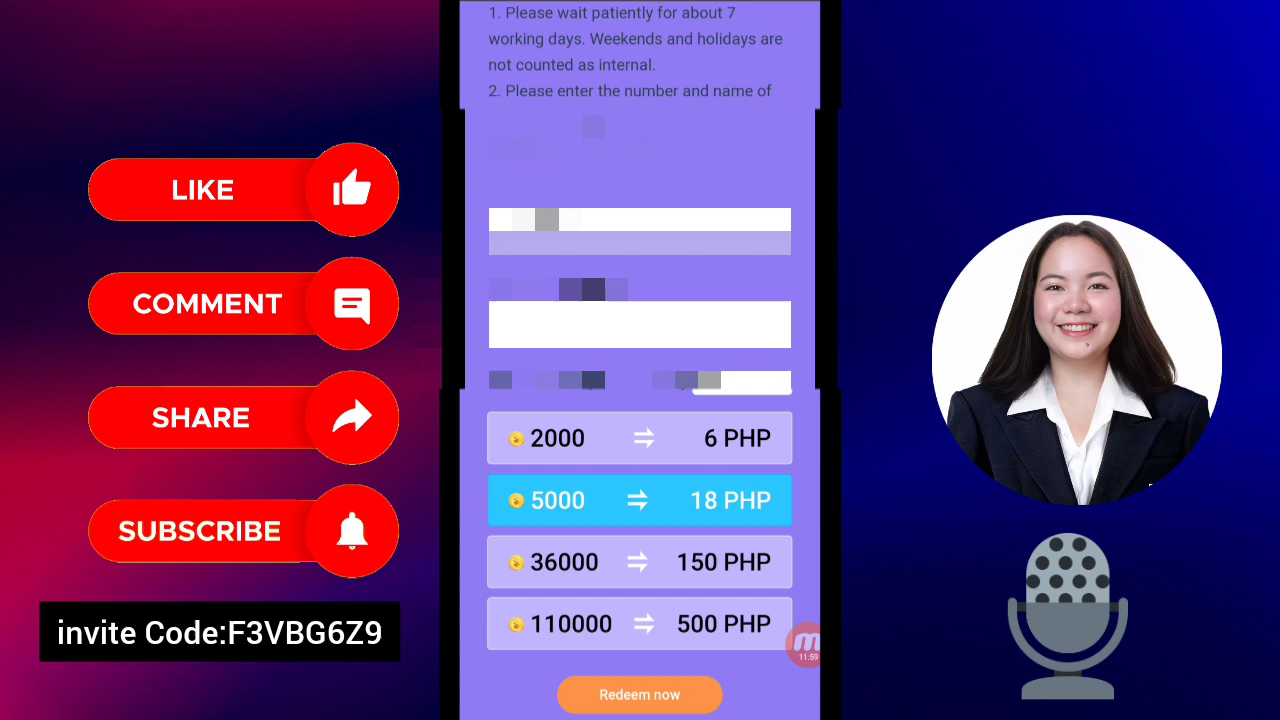 LIKE
COMMENT
SHARE
SUBSCRIBE
invite Code:F3VBG6Z9
1. Please wait patiently for about 7
working days. Weekends and holidays are
not counted as internal.
2. Please enter the number and name of
2000 ⇌ 6 PHP
5000 ⇌ 18 PHP
36000 ⇌ 150 PHP
110000 ⇌ 500 PHP
m
11:59
Redeem now